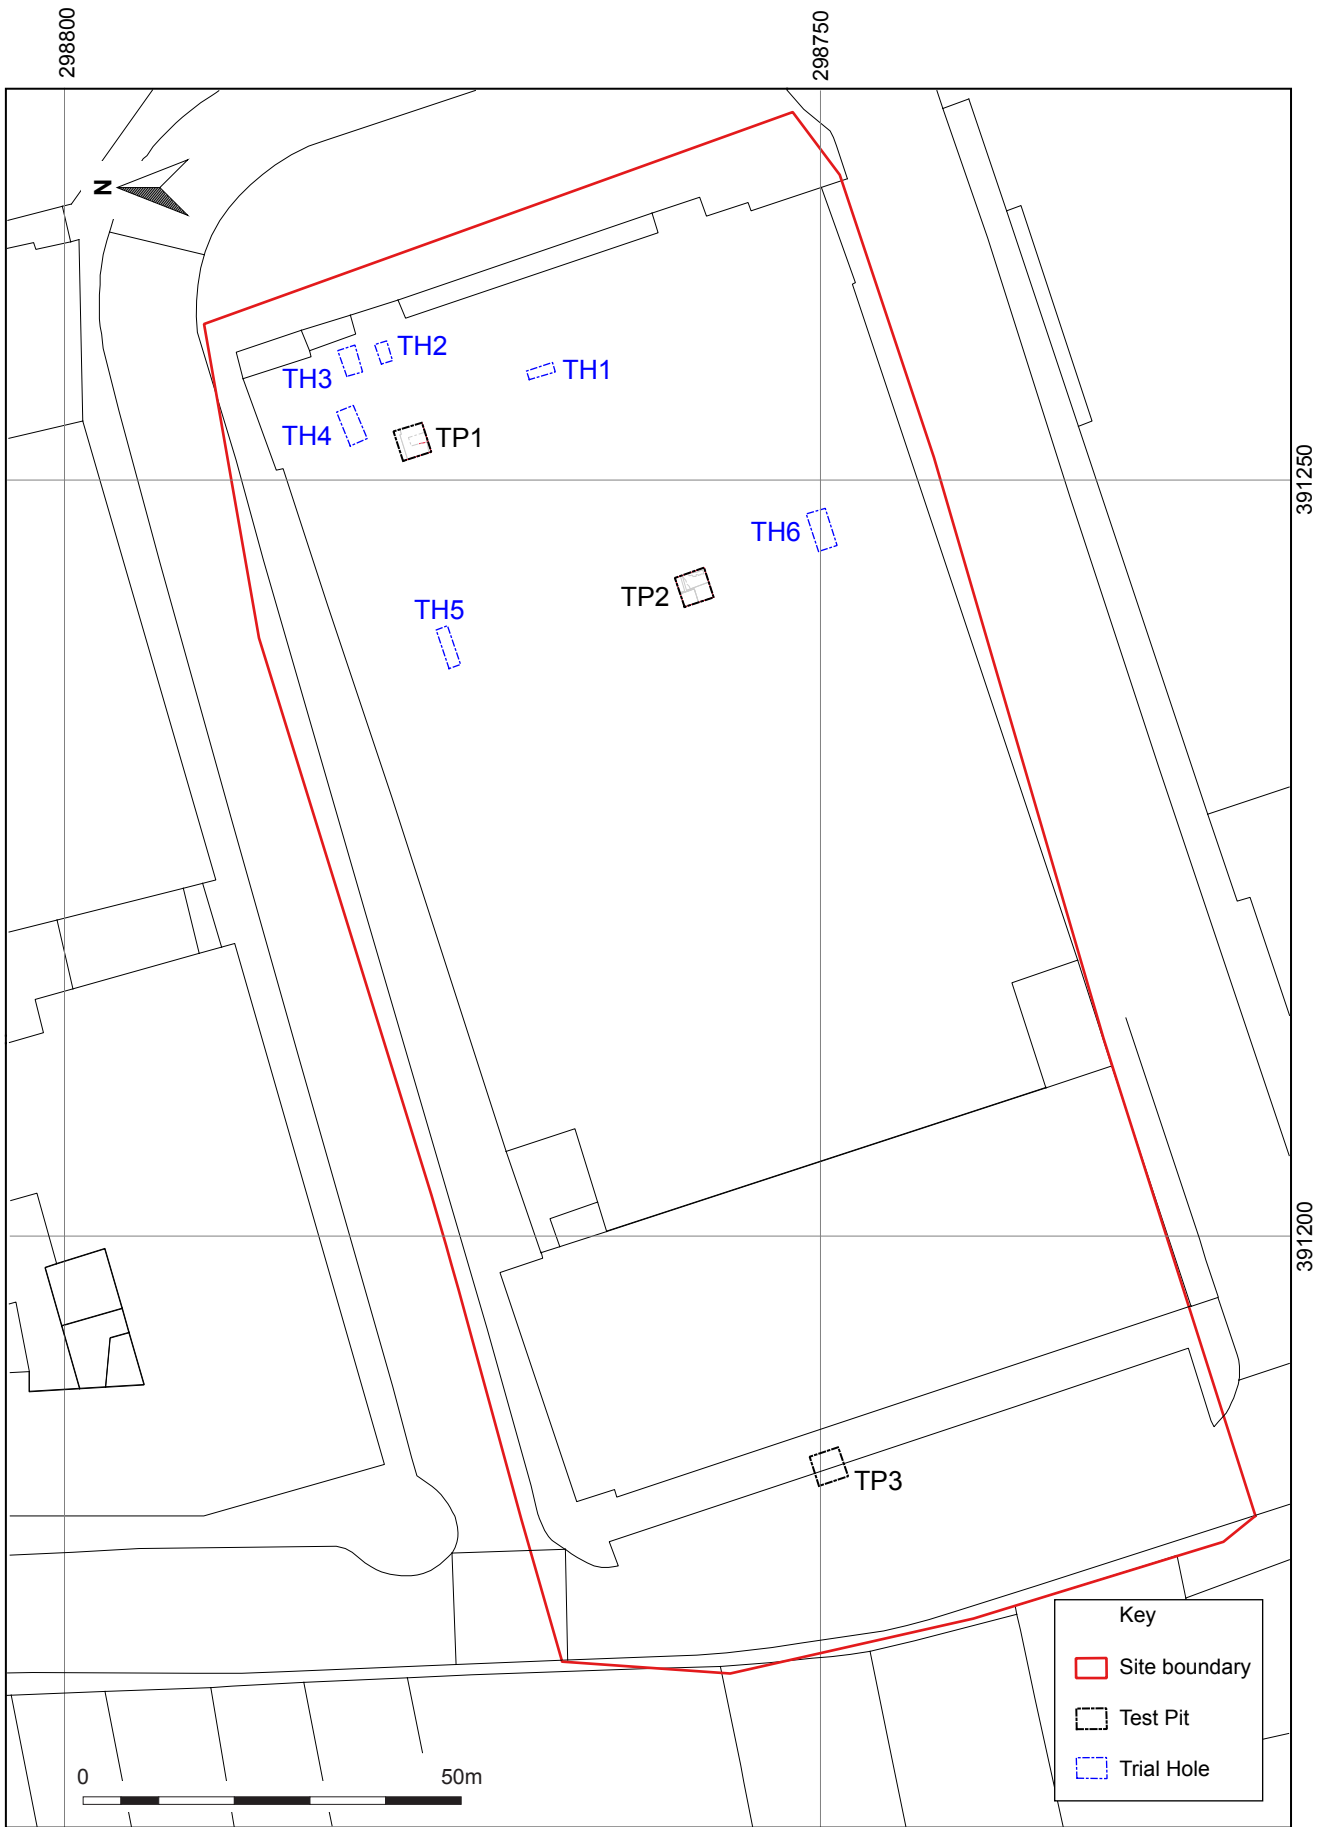 298800
298750
N
TH2
TH3
TH1
TH4
TP1
391250
TH6
TP2
TH5
391200
TP3
Key
Site boundary
Test Pit
Trial Hole
0 50m